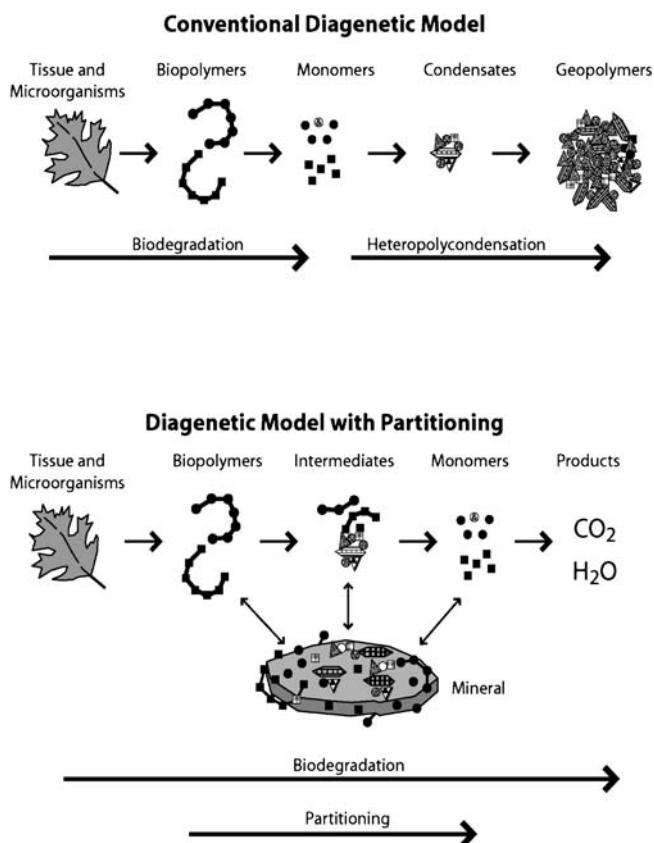 Conventional Diagenetic Model
Tissue and
Microorganisms
Biopolymers
Monomers
Condensates
Geopolymers
Biodegradation
Heteropolycondensation
Diagenetic Model with Partitioning
Tissue and
Microorganisms
Biopolymers
Intermediates
Monomers
Products
CO₂
H₂O
Mineral
Biodegradation
Partitioning